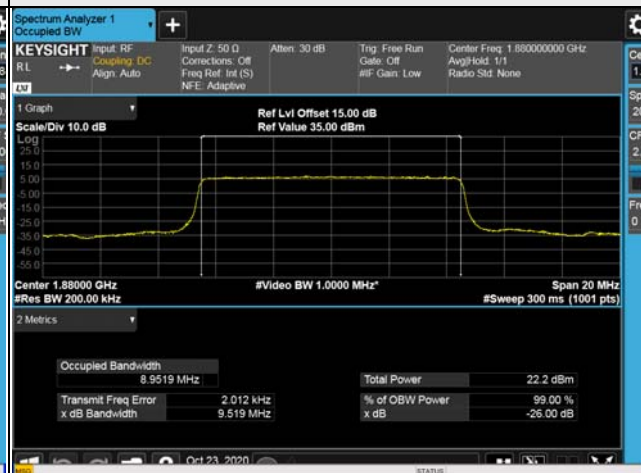 Spectrum Analyzer 1
Occupied BW
+
KEYSIGHT
RL
LXI
Input: RF
Coupling: DC
Align: Auto
Input Z: 50 Ω
Corrections: Off
Freq Ref: Int (S)
NFE: Adaptive
Atten: 30 dB
Trig: Free Run
Gate: Off
#IF Gain: Low
Center Freq: 1.880000000 GHz
Avg|Hold: 1/1
Radio Std: None
1 Graph
Scale/Div 10.0 dB
Ref Lvl Offset 15.00 dB
Ref Value 35.00 dBm
Log
25.0
15.0
5.00
-5.00
-15.0
-25.0
-35.0
-45.0
-55.0
Center 1.88000 GHz
#Video BW 1.0000 MHz*
Span 20 MHz
#Res BW 200.00 kHz
#Sweep 300 ms (1001 pts)
2 Metrics
Occupied Bandwidth
8.9519 MHz
Total Power 22.2 dBm
Transmit Freq Error 2.012 kHz
% of OBW Power 99.00 %
x dB Bandwidth 9.519 MHz
x dB -26.00 dB
Oct 23, 2020
MSG
STATUS